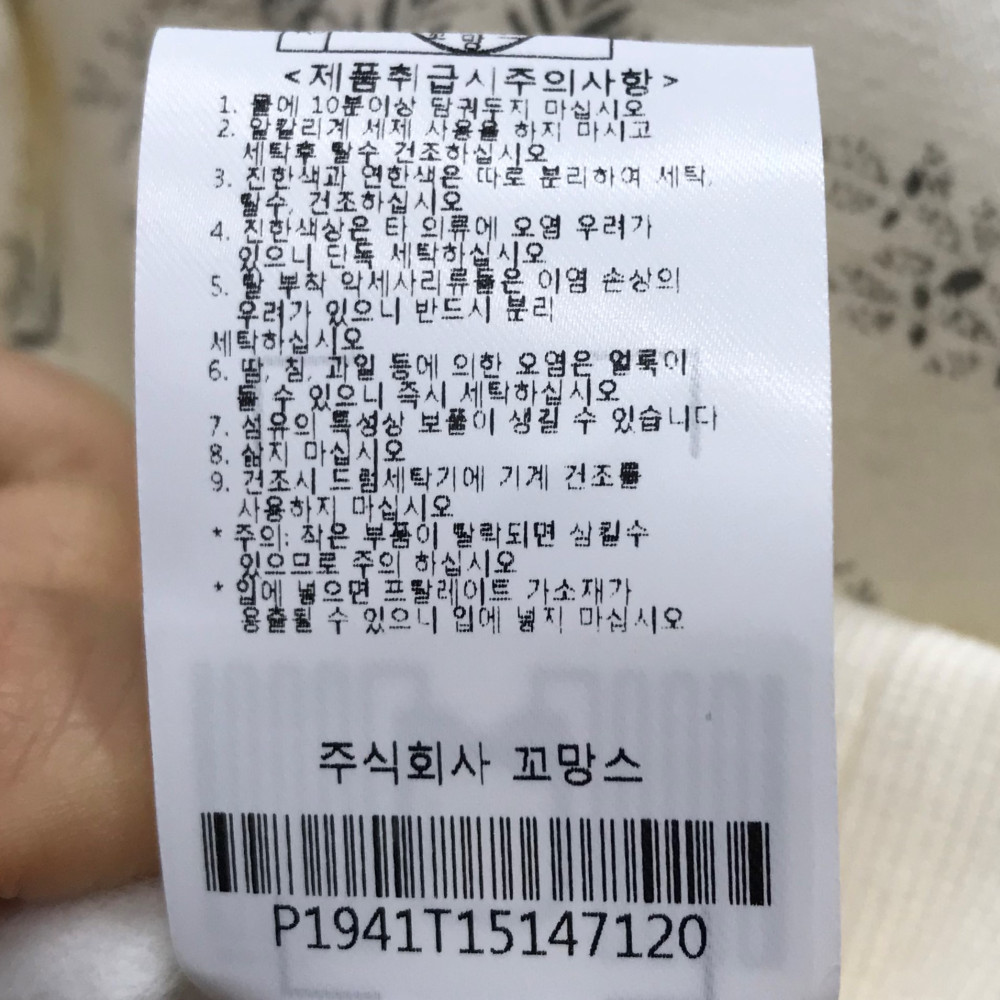 꼬망스
<제품취급시주의사항>
1. 물에 10분이상 담궈두지 마십시오
2. 알칼리계 세제 사용을 하지 마시고
세탁후 탈수 건조하십시오
3. 진한색과 연한색은 따로 분리하여 세탁,
탈수, 건조하십시오
4. 진한색상은 타 의류에 오염 우려가
있으니 단독 세탁하십시오
5. 탈 부착 악세사리류들은 이염 손상의
우려가 있으니 반드시 분리
세탁하십시오
6. 땀, 침, 과일 등에 의한 오염은 얼룩이
될 수 있으니 즉시 세탁하십시오
7. 섬유의 특성상 보풀이 생길 수 있습니다
8. 삶지 마십시오
9. 건조시 드럼세탁기에 기계 건조를
사용하지 마십시오
* 주의: 작은 부품이 탈락되면 삼킬수
있으므로 주의 하십시오
* 입에 넣으면 프탈레이트 가소재가
용출될 수 있으니 입에 넣지 마십시오
주식회사 꼬망스
P1941T15147120